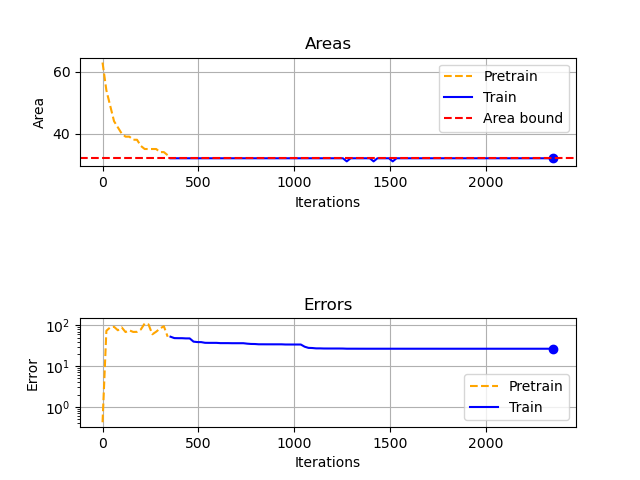 Areas
Area
60
40
Pretrain
Train
Area bound
0
500
1000
1500
2000
Iterations
Errors
Error
10²
10¹
10⁰
Pretrain
Train
0
500
1000
1500
2000
Iterations